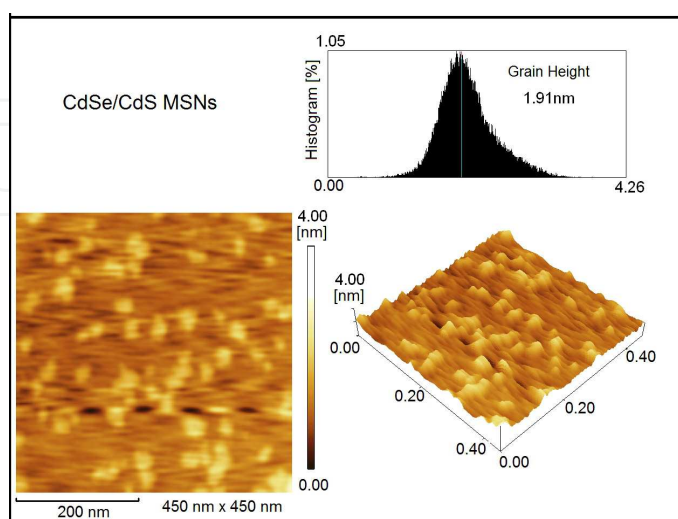 CdSe/CdS MSNs
1.05
Histogram [%]
Grain Height
1.91nm
0.00
4.26
4.00
[nm]
0.00
200 nm
450 nm x 450 nm
4.00
[nm]
0.00
0.20
0.40
0.00
0.20
0.40